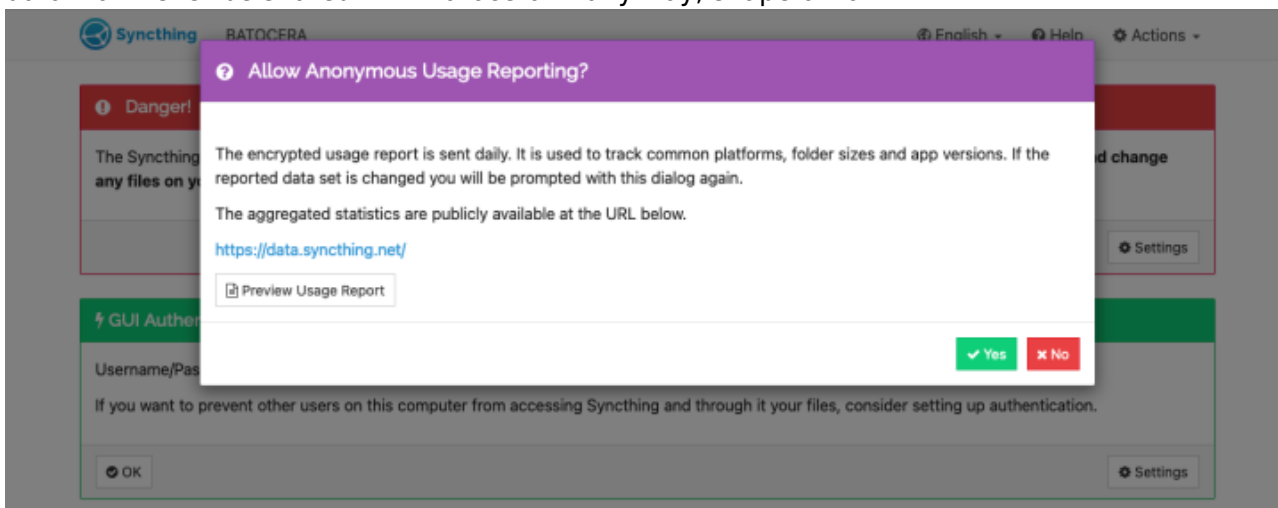 Syncthing BATOCERA English Help Actions
Allow Anonymous Usage Reporting?
Danger!
The encrypted usage report is sent daily. It is used to track common platforms, folder sizes and app versions. If the
reported data set is changed you will be prompted with this dialog again.
The Syncthing
d change
any files on y
The aggregated statistics are publicly available at the URL below.
https://data.syncthing.net/
Settings
Preview Usage Report
GUI Authen
Yes No
Username/Pas
If you want to prevent other users on this computer from accessing Syncthing and through it your files, consider setting up authentication.
OK Settings